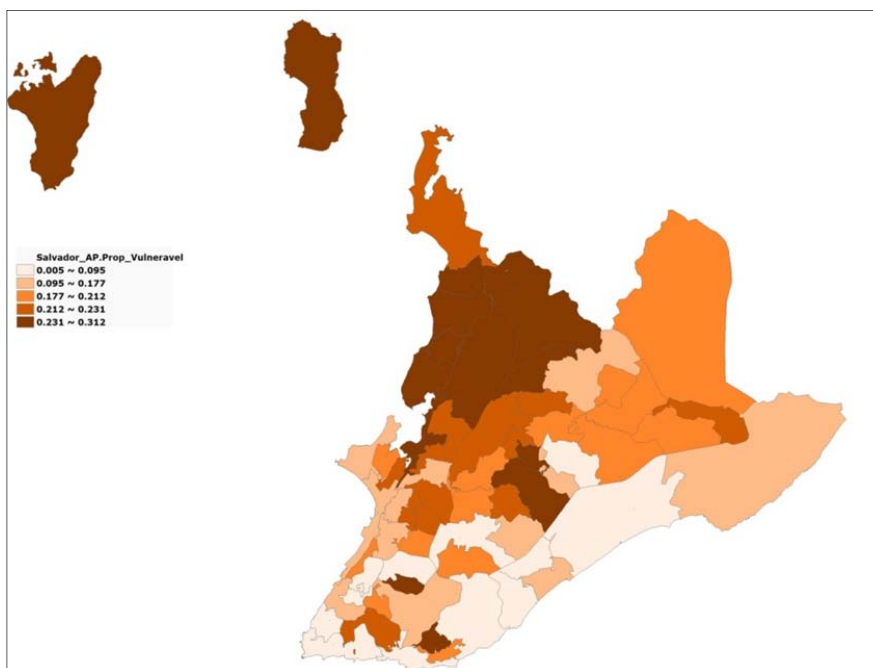 Salvador_AP.Prop_Vulneravel
0.005 ~ 0.095
0.095 ~ 0.177
0.177 ~ 0.212
0.212 ~ 0.231
0.231 ~ 0.312